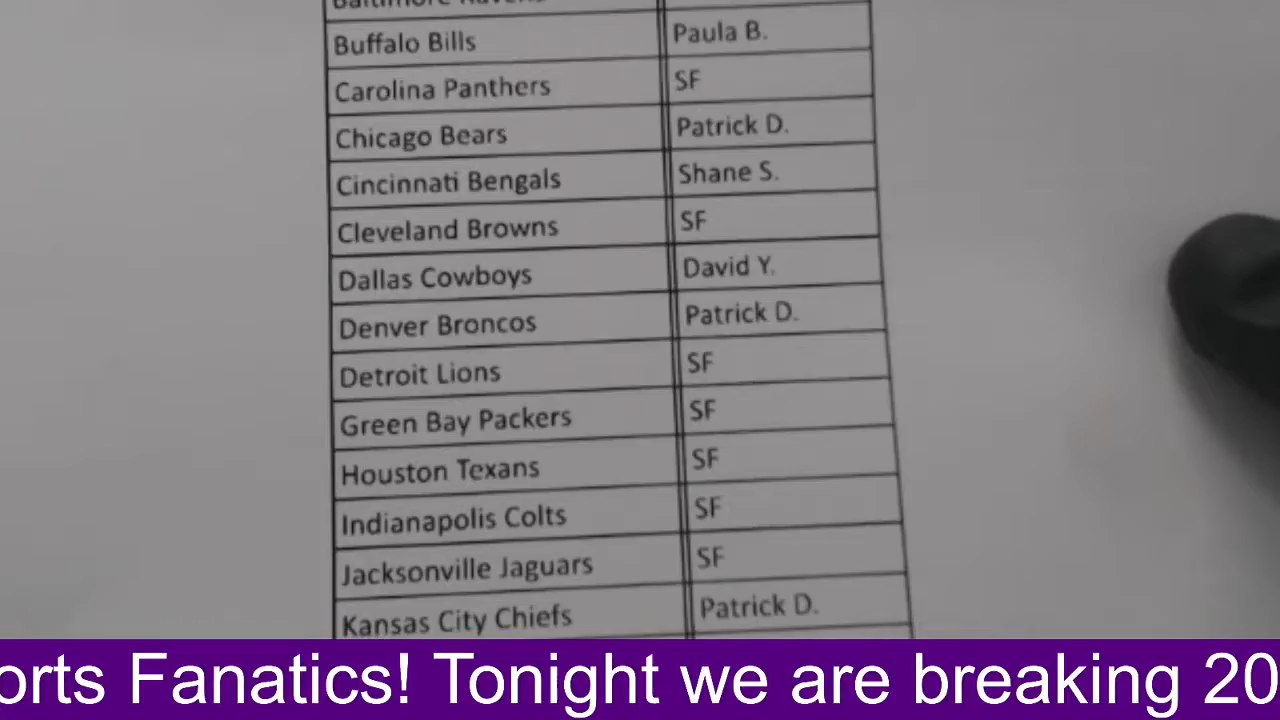 Baltimore Ravens
Buffalo Bills Paula B.
Carolina Panthers SF
Chicago Bears Patrick D.
Cincinnati Bengals Shane S.
Cleveland Browns SF
Dallas Cowboys David Y.
Denver Broncos Patrick D.
Detroit Lions SF
Green Bay Packers SF
Houston Texans SF
Indianapolis Colts SF
Jacksonville Jaguars SF
Kansas City Chiefs Patrick D.
orts Fanatics! Tonight we are breaking 20